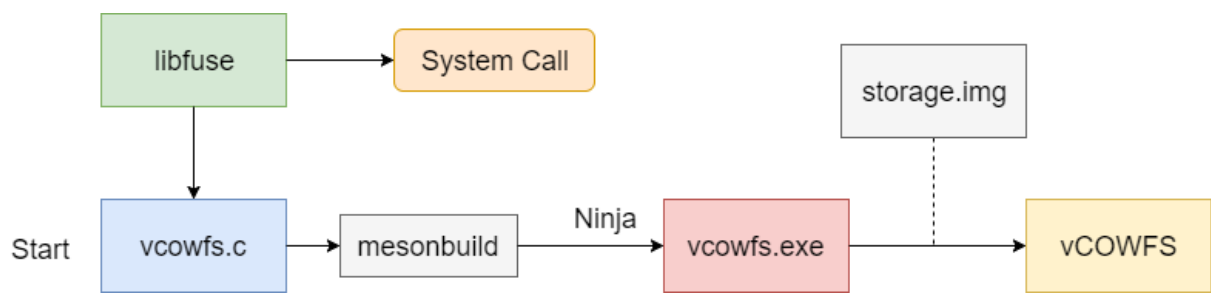 libfuse
System Call
storage.img
Start
vcowfs.c
mesonbuild
Ninja
vcowfs.exe
vCOWFS